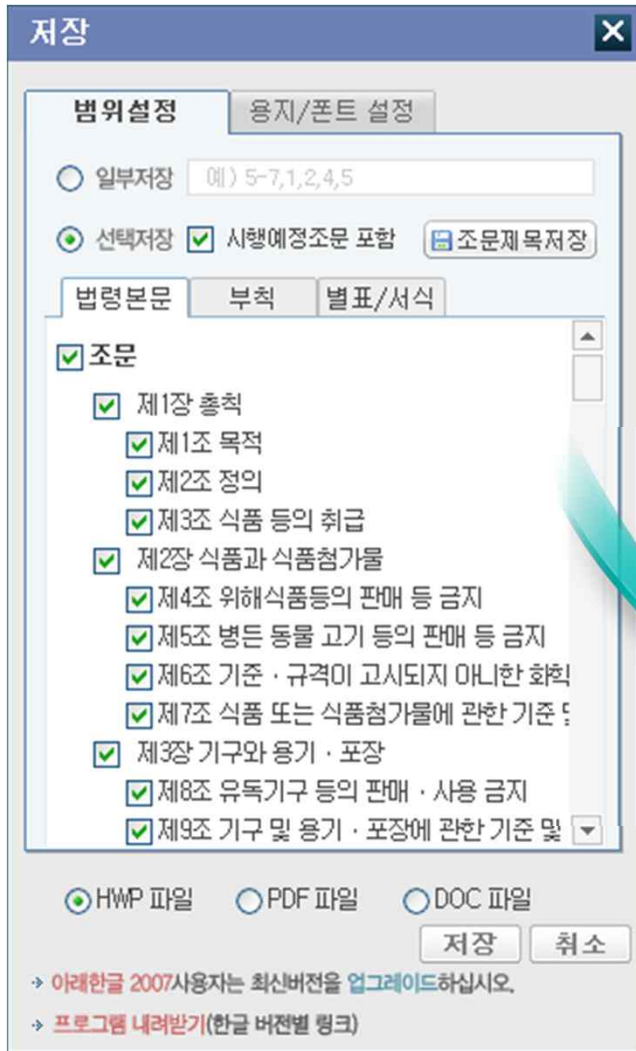 저장
범위설정 용지/폰트 설정
일부저장 예) 5-7,1,2,4,5
선택저장 시행예정조문 포함 조문제목저장
법령본문 부칙 별표/서식
조문
제1장 총칙
제1조 목적
제2조 정의
제3조 식품 등의 취급
제2장 식품과 식품첨가물
제4조 위해식품등의 판매 등 금지
제5조 병든 동물 고기 등의 판매 등 금지
제6조 기준 · 규격이 고시되지 아니한 화학
제7조 식품 또는 식품첨가물에 관한 기준
제3장 기구와 용기 · 포장
제8조 유독기구 등의 판매 · 사용 금지
제9조 기구 및 용기 · 포장에 관한 기준 및
HWP 파일 PDF 파일 DOC 파일
저장 취소
아래한글 2007사용자는 최신버전을 업그레이드하십시오.
프로그램 내려받기(한글 버전별 링크)